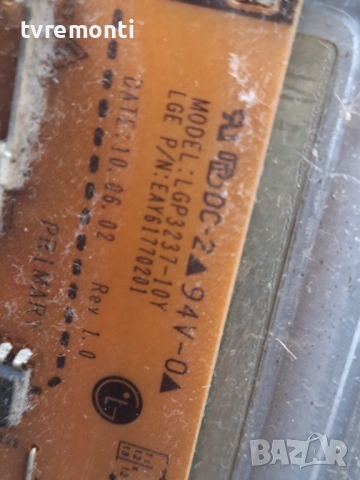 tvremonti
DC-2▲94V-0▲
MODEL:LGP3237-10Y
LGE P/N:EAY61770201
DATE:10.06.02
Rev 1.0
PRIMARY
BAZAR